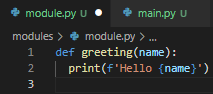 module.py main.py
modules > module.py > ...
1 def greeting(name):
2 print(f'Hello {name}')
3